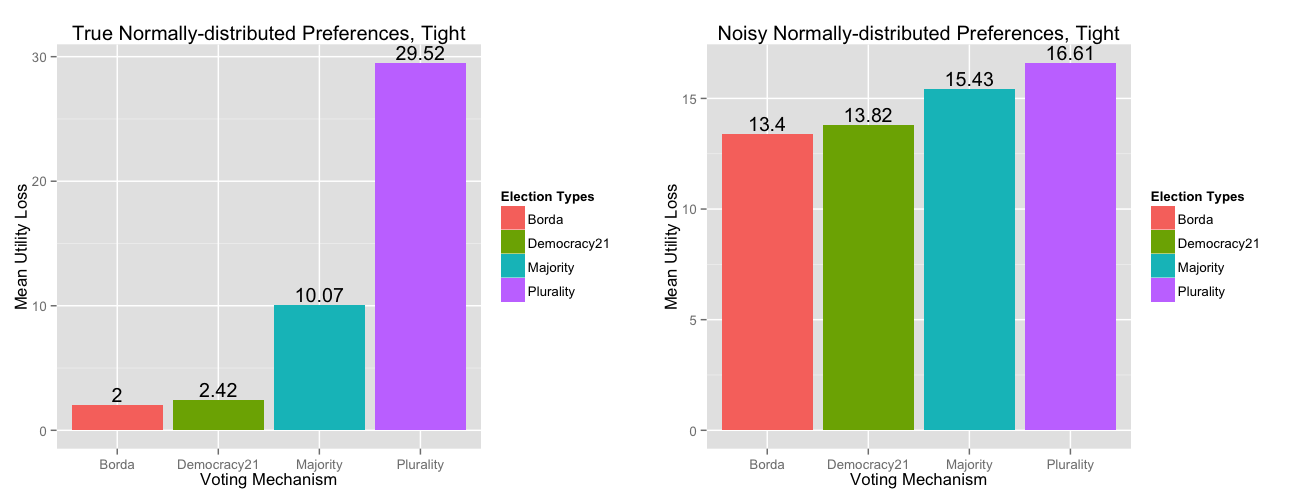 True Normally-distributed Preferences, Tight
30
20
10
0
Mean Utility Loss
2
2.42
10.07
29.52
Borda
Democracy21
Majority
Plurality
Voting Mechanism
Election Types
Borda
Democracy21
Majority
Plurality
Noisy Normally-distributed Preferences, Tight
15
10
5
0
Mean Utility Loss
13.4
13.82
15.43
16.61
Borda
Democracy21
Majority
Plurality
Voting Mechanism
Election Types
Borda
Democracy21
Majority
Plurality